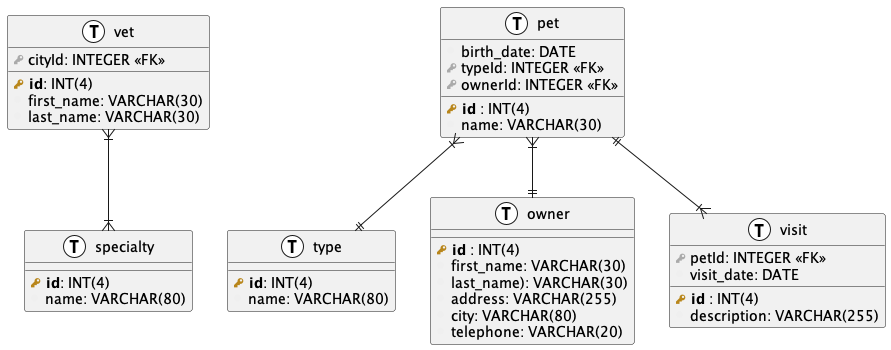 T vet
cityId: INTEGER «FK»
id: INT(4)
first_name: VARCHAR(30)
last_name: VARCHAR(30)
T pet
birth_date: DATE
typeId: INTEGER «FK»
ownerId: INTEGER «FK»
id : INT(4)
name: VARCHAR(30)
T specialty
id: INT(4)
name: VARCHAR(80)
T type
id: INT(4)
name: VARCHAR(80)
T owner
id : INT(4)
first_name: VARCHAR(30)
last_name): VARCHAR(30)
address: VARCHAR(255)
city: VARCHAR(80)
telephone: VARCHAR(20)
T visit
petId: INTEGER «FK»
visit_date: DATE
id : INT(4)
description: VARCHAR(255)